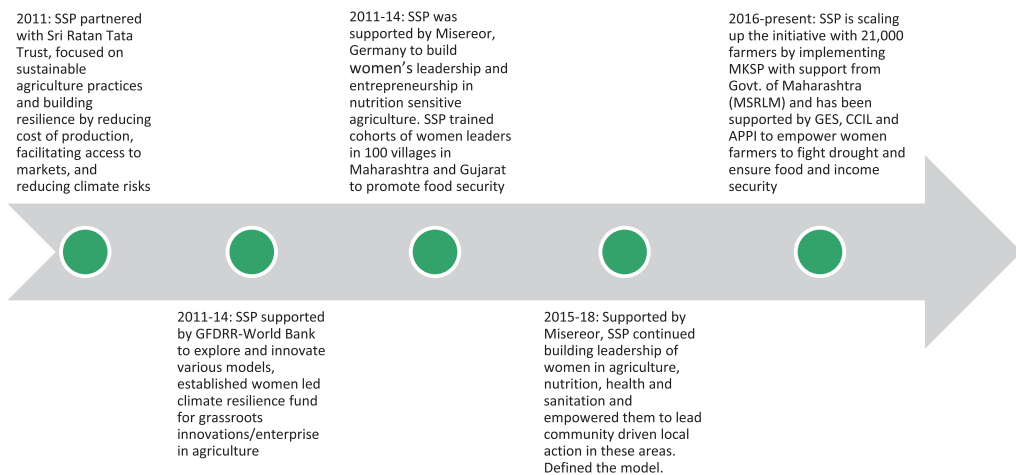 2011: SSP partnered
with Sri Ratan Tata
Trust, focused on
sustainable
agriculture practices
and building
resilience by reducing
cost of production,
facilitating access to
markets, and
reducing climate risks
2011-14: SSP supported
by GFDRR-World Bank
to explore and innovate
various models,
established women led
climate resilience fund
for grassroots
innovations/enterprise
in agriculture
2011-14: SSP was
supported by Misereor,
Germany to build
women's leadership and
entrepreneurship in
nutrition sensitive
agriculture. SSP trained
cohorts of women leaders
in 100 villages in
Maharashtra and Gujarat
to promote food security
2015-18: Supported by
Misereor, SSP continued
building leadership of
women in agriculture,
nutrition, health and
sanitation and
empowered them to lead
community driven local
action in these areas.
Defined the model.
2016-present: SSP is scaling
up the initiative with 21,000
farmers by implementing
MKSP with support from
Govt. of Maharashtra
(MSRLM) and has been
supported by GES, CCIL and
APPI to empower women
farmers to fight drought and
ensure food and income
security